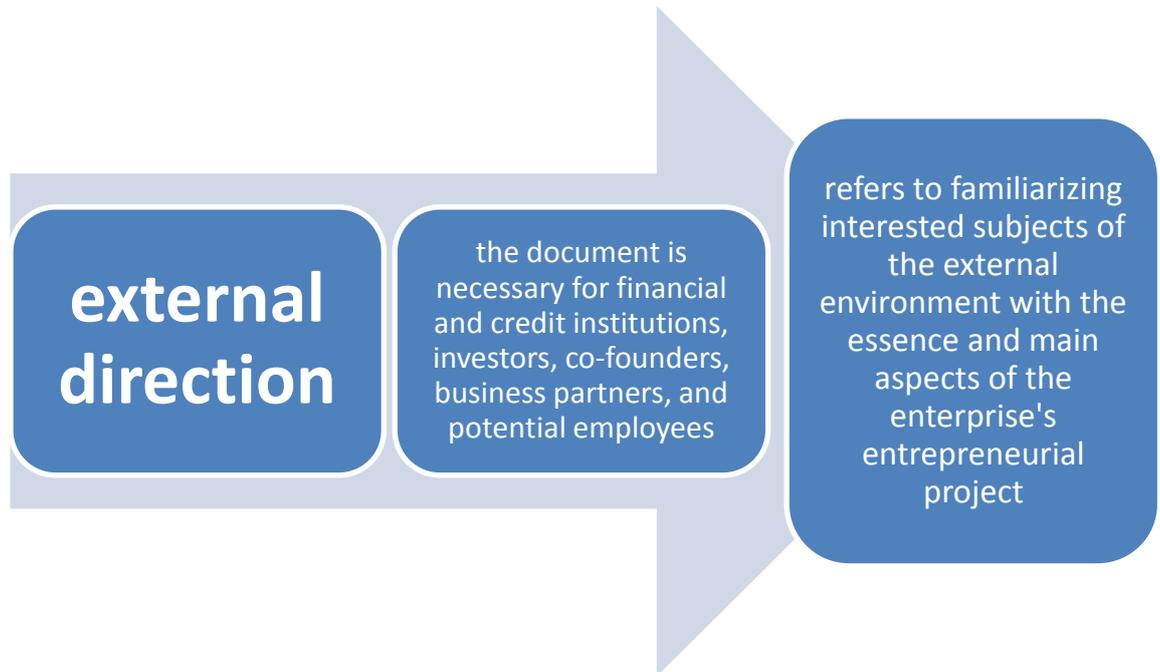 external
direction
the document is
necessary for financial
and credit institutions,
investors, co-founders,
business partners, and
potential employees
refers to familiarizing
interested subjects of
the external
environment with the
essence and main
aspects of the
enterprise's
entrepreneurial
project